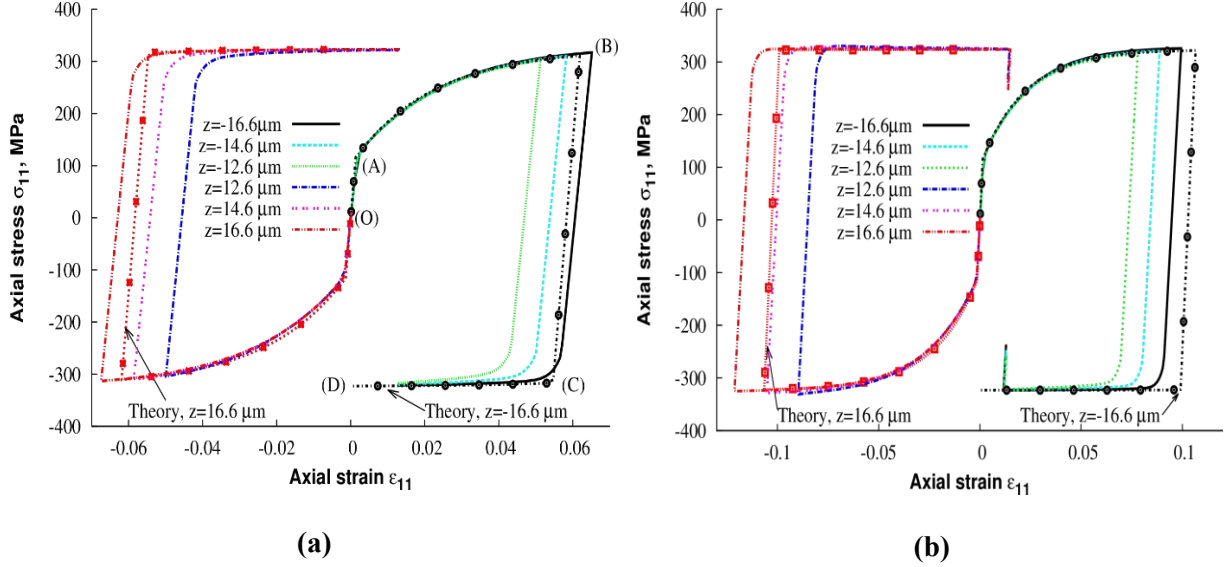 400
300
200
100
0
-100
-200
-300
-400
Axial stress σ11, MPa
z=-16.6μm
z=-14.6 μm
z=-12.6 μm
z=12.6 μm
z=14.6 μm
z=16.6 μm
(A)
(B)
(O)
(D)
(C)
Theory, z=16.6 μm
Theory, z=-16.6 μm
-0.06
-0.04
-0.02
0
0.02
0.04
0.06
Axial strain ε11
(a)
400
300
200
100
0
-100
-200
-300
-400
Axial stress σ11, MPa
z=-16.6μm
z=-14.6
z=-12.6 μm
z=12.6 μm
z=14.6μm
z=16.6 μm
Theory, z=16.6 μm
Theory, z=-16.6 μm
-0.1
-0.05
0
0.05
0.1
Axial strain ε11
(b)